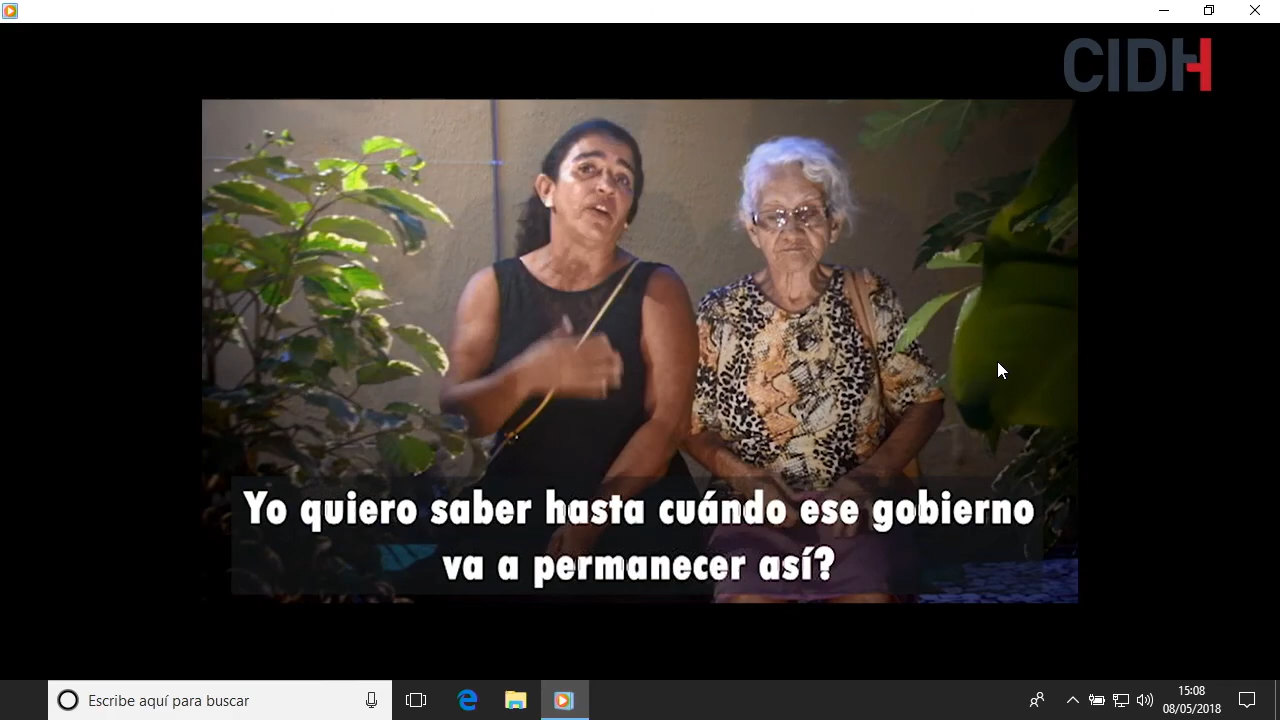 CIDH
Yo quiero saber hasta cuándo ese gobierno
va a permanecer así?
Escribe aquí para buscar
15:08
08/05/2018